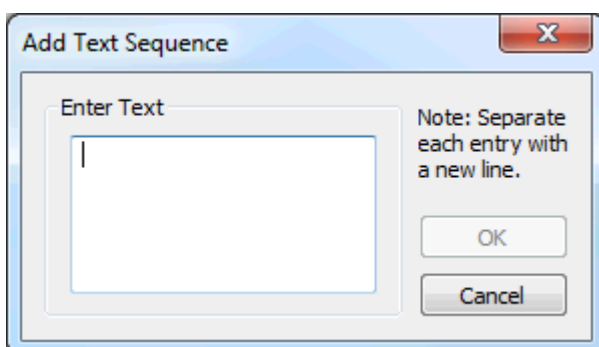 Add Text Sequence
Enter Text
Note: Separate
each entry with
a new line.
OK
Cancel